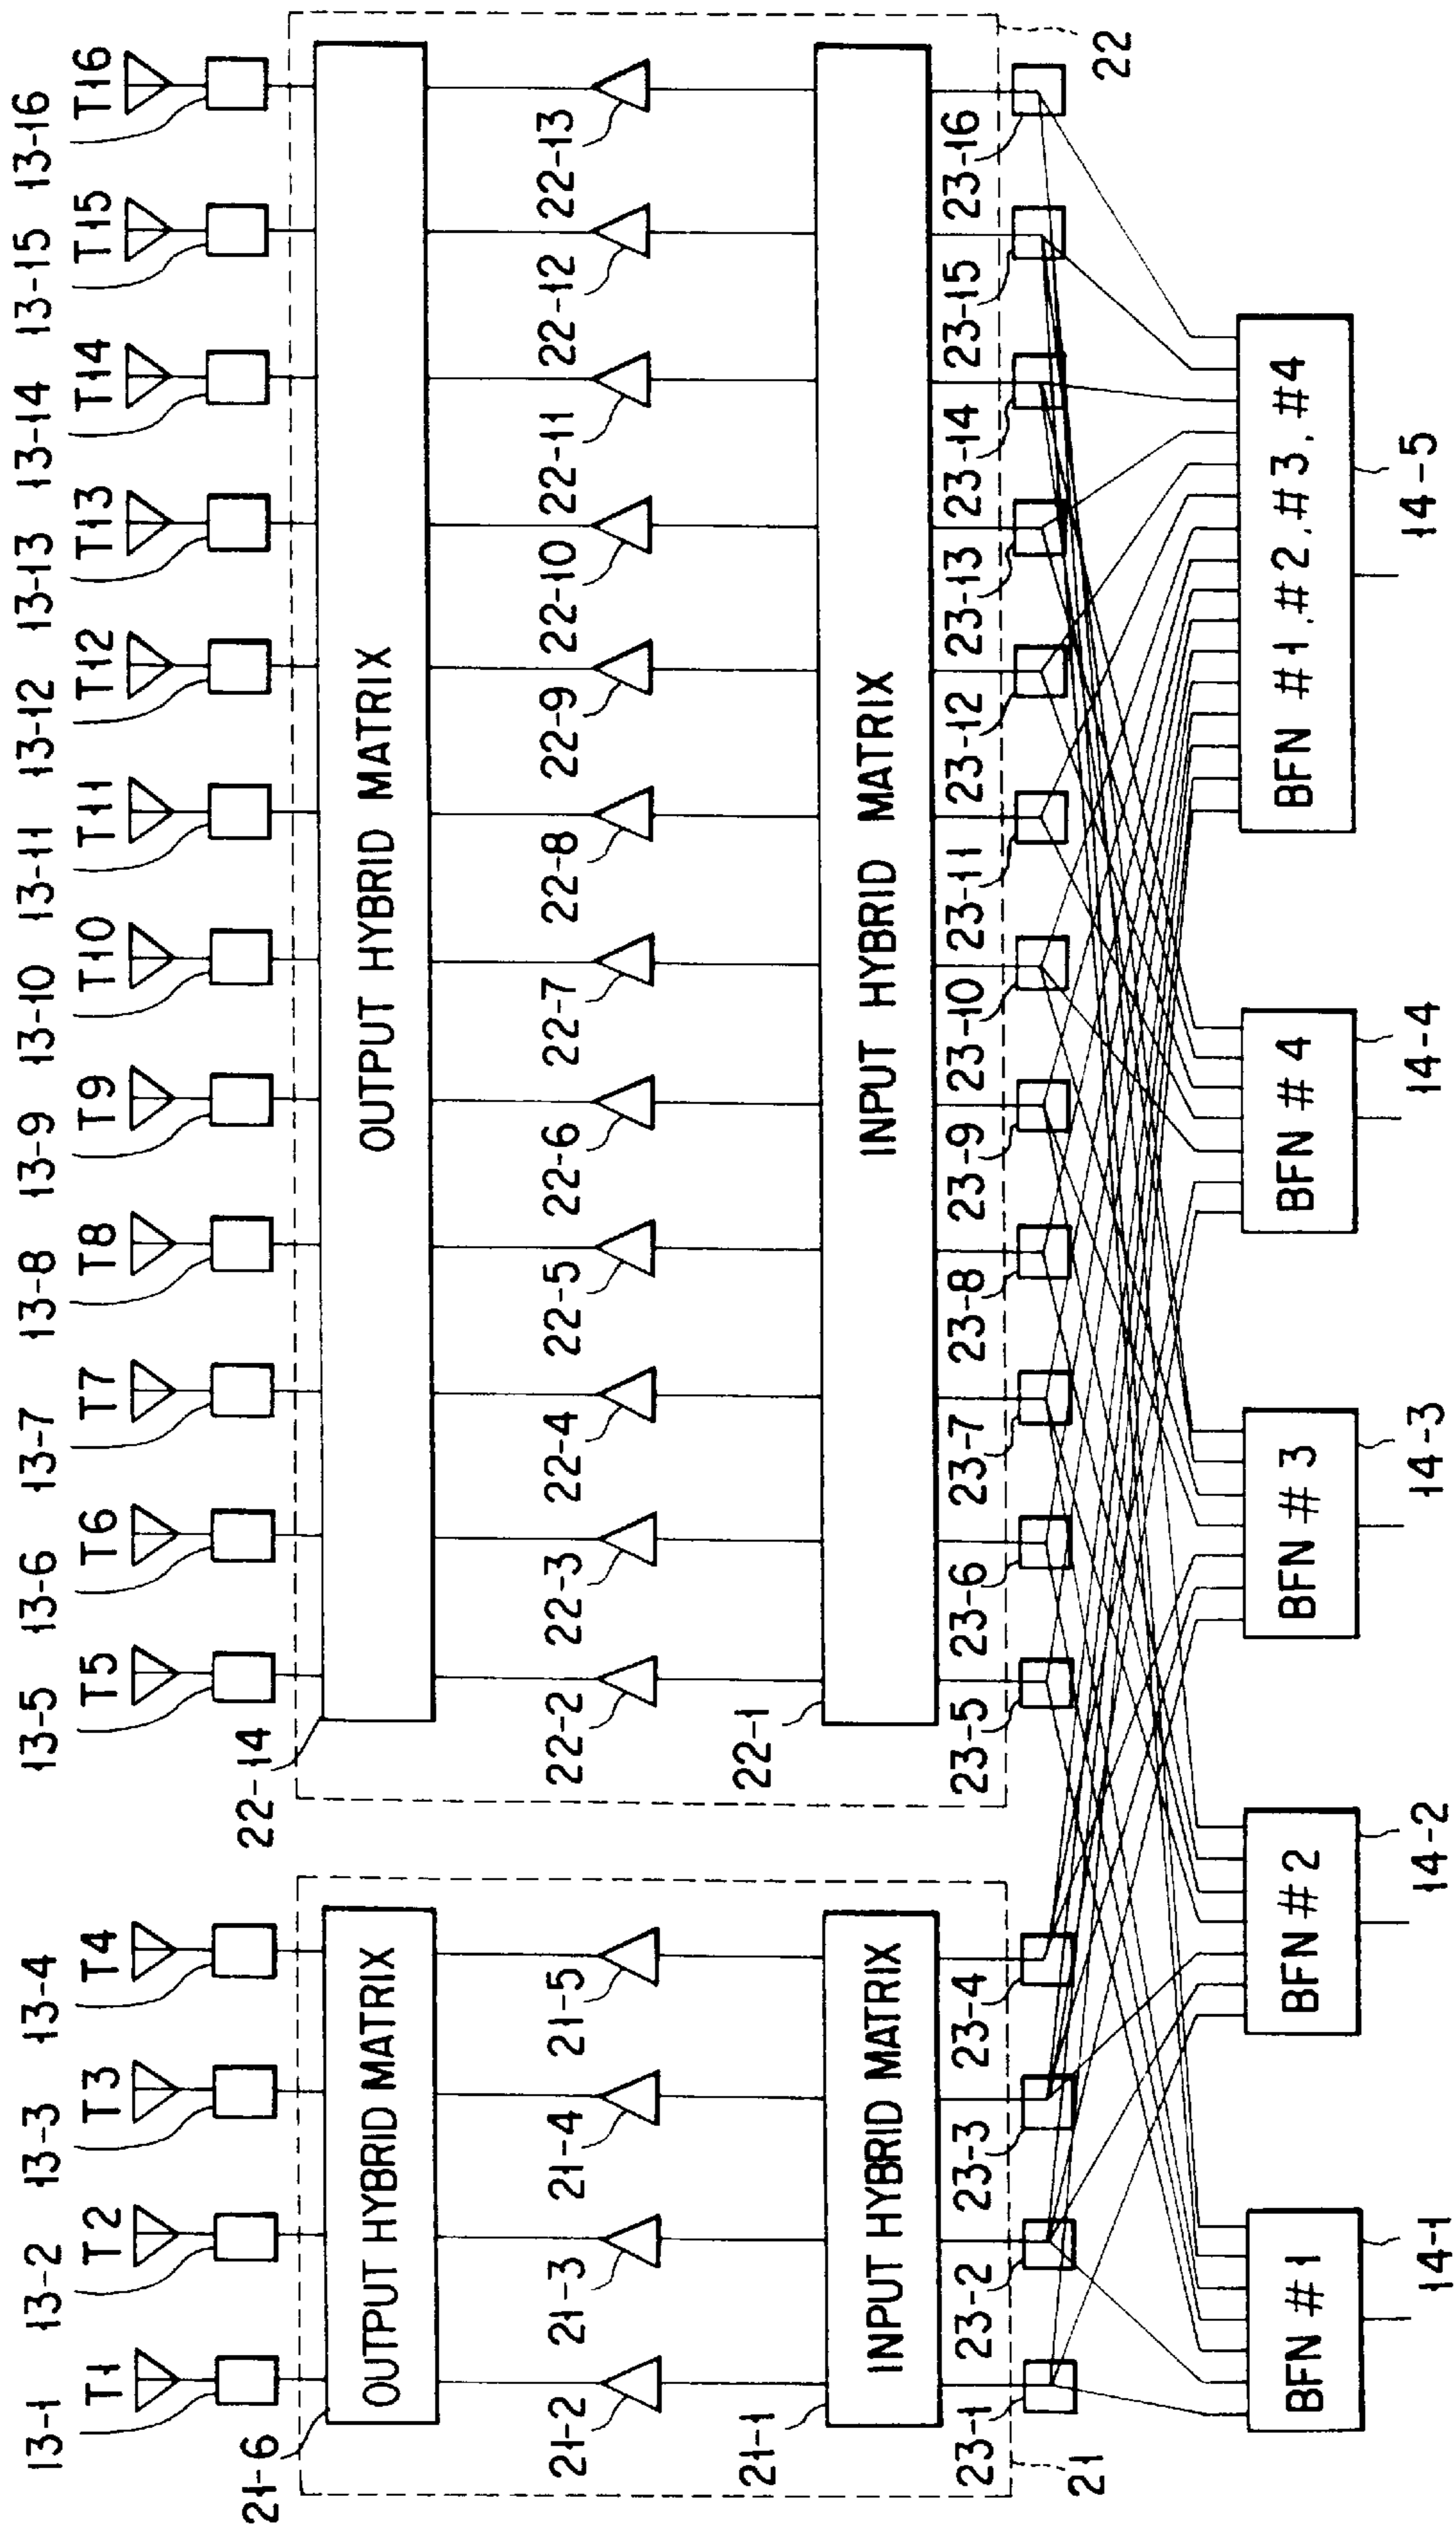 13-1 13-2 13-3 13-4 13-5 13-6 13-7 13-8 13-9 13-10 13-11 13-12 13-13 13-14 13-15 13-16
T1 T2 T3 T4 T5 T6 T7 T8 T9 T10 T11 T12 T13 T14 T15 T16
21-6 22-14
OUTPUT HYBRID MATRIX OUTPUT HYBRID MATRIX
21-2 21-3 21-4 21-5 22-2 22-3 22-4 22-5 22-6 22-7 22-8 22-9 22-10 22-11 22-12 22-13
21-1 22-1
INPUT HYBRID MATRIX INPUT HYBRID MATRIX
23-1 23-2 23-3 23-4 23-5 23-6 23-7 23-8 23-9 23-10 23-11 23-12 23-13 23-14 23-15 23-16
21 22
BFN #1 BFN #2 BFN #3 BFN #4 BFN #1,#2,#3,#4
14-1 14-2 14-3 14-4 14-5